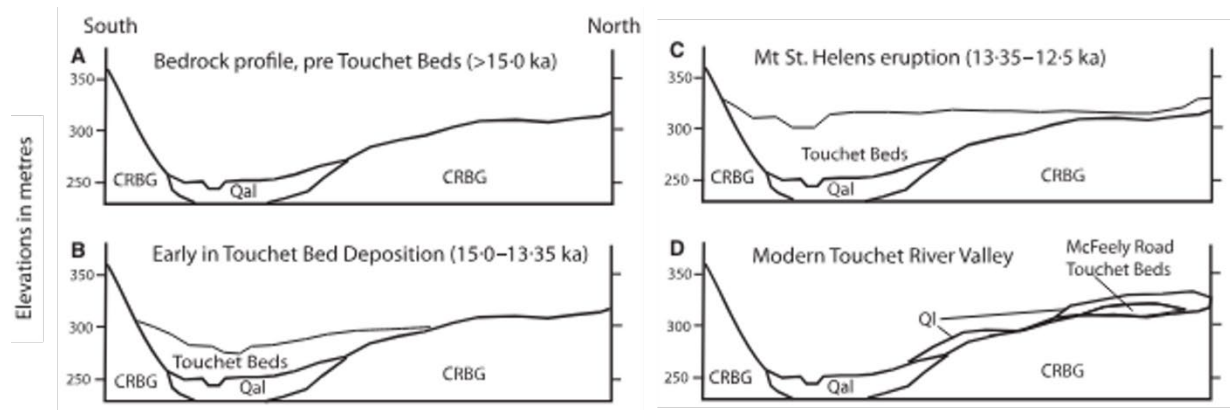 South
North
Elevations in metres
A
Bedrock profile, pre Touchet Beds (>15·0 ka)
350
300
250
CRBG
Qal
CRBG
B
Early in Touchet Bed Deposition (15·0–13·35 ka)
350
300
250
Touchet Beds
CRBG
Qal
CRBG
C
Mt St. Helens eruption (13·35–12·5 ka)
350
300
250
Touchet Beds
CRBG
Qal
CRBG
D
Modern Touchet River Valley
McFeely Road
Touchet Beds
350
300
250
Ql
CRBG
Qal
CRBG